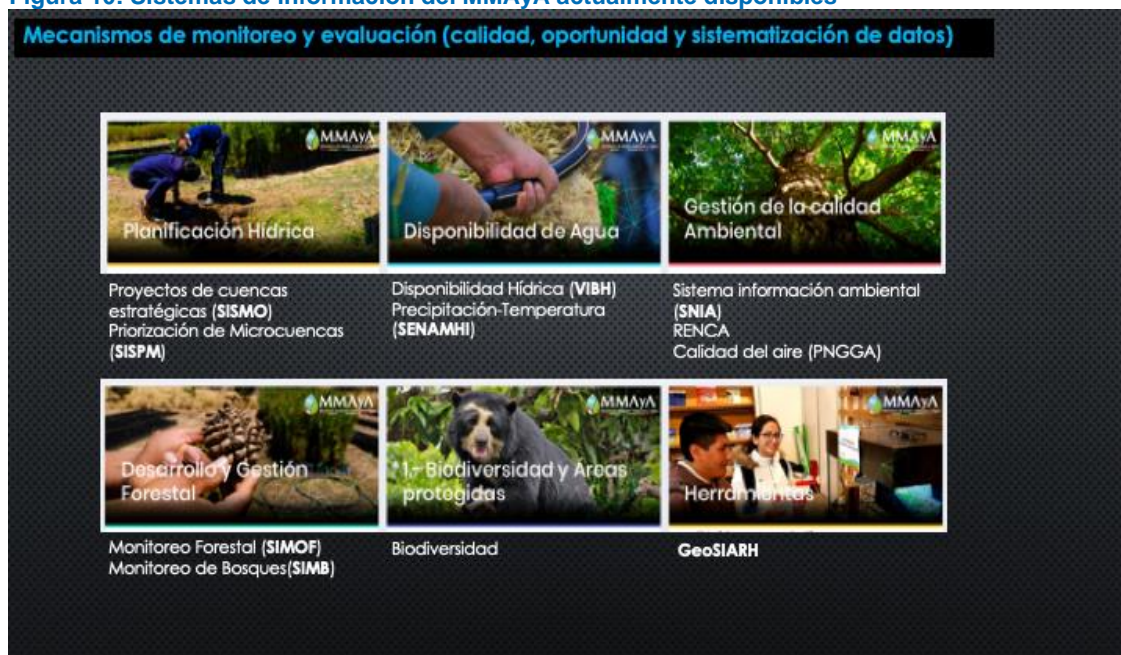 Figura 10. Sistemas de información del MMAyA actualmente disponibles
Mecanismos de monitoreo y evaluación (calidad, oportunidad y sistematización de datos)
MMAyA
Planificación Hídrica
MMAyA
Disponibilidad de Agua
MMAyA
Gestión de la calidad
Ambiental
Proyectos de cuencas
estratégicas (SISMO)
Priorización de Microcuencas
(SISPM)
Disponibilidad Hídrica (VIBH)
Precipitación-Temperatura
(SENAMHI)
Sistema información ambiental
(SNIA)
RENCA
Calidad del aire (PNGGA)
MMAyA
Desarrollo y Gestión
Forestal
MMAyA
1.- Biodiversidad y Áreas
protegidas
MMAyA
Herramientas
Monitoreo Forestal (SIMOF)
Monitoreo de Bosques(SIMB)
Biodiversidad
GeoSIARH